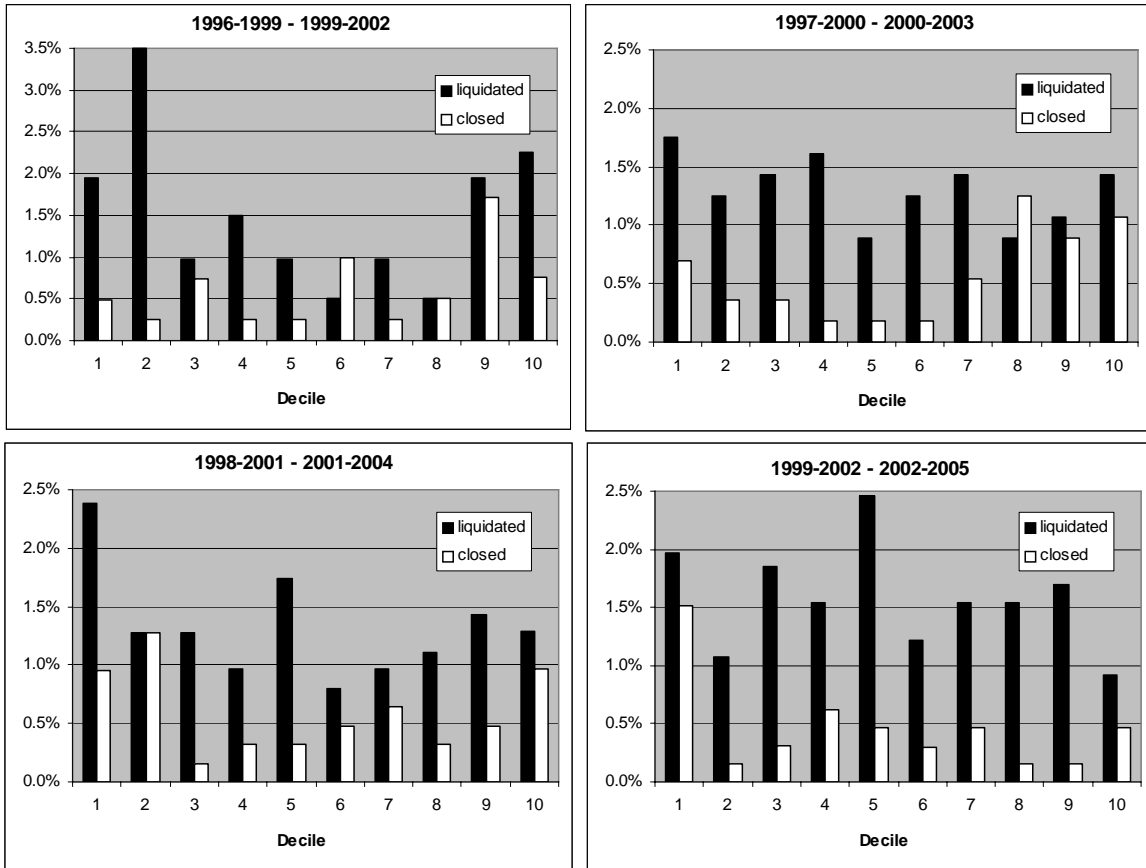 1996-1999 - 1999-2002
3.5%
3.0%
2.5%
2.0%
1.5%
1.0%
0.5%
0.0%
liquidated
closed
1 2 3 4 5 6 7 8 9 10
Decile
1997-2000 - 2000-2003
2.5%
2.0%
1.5%
1.0%
0.5%
0.0%
liquidated
closed
1 2 3 4 5 6 7 8 9 10
Decile
1998-2001 - 2001-2004
2.5%
2.0%
1.5%
1.0%
0.5%
0.0%
liquidated
closed
1 2 3 4 5 6 7 8 9 10
Decile
1999-2002 - 2002-2005
2.5%
2.0%
1.5%
1.0%
0.5%
0.0%
liquidated
closed
1 2 3 4 5 6 7 8 9 10
Decile